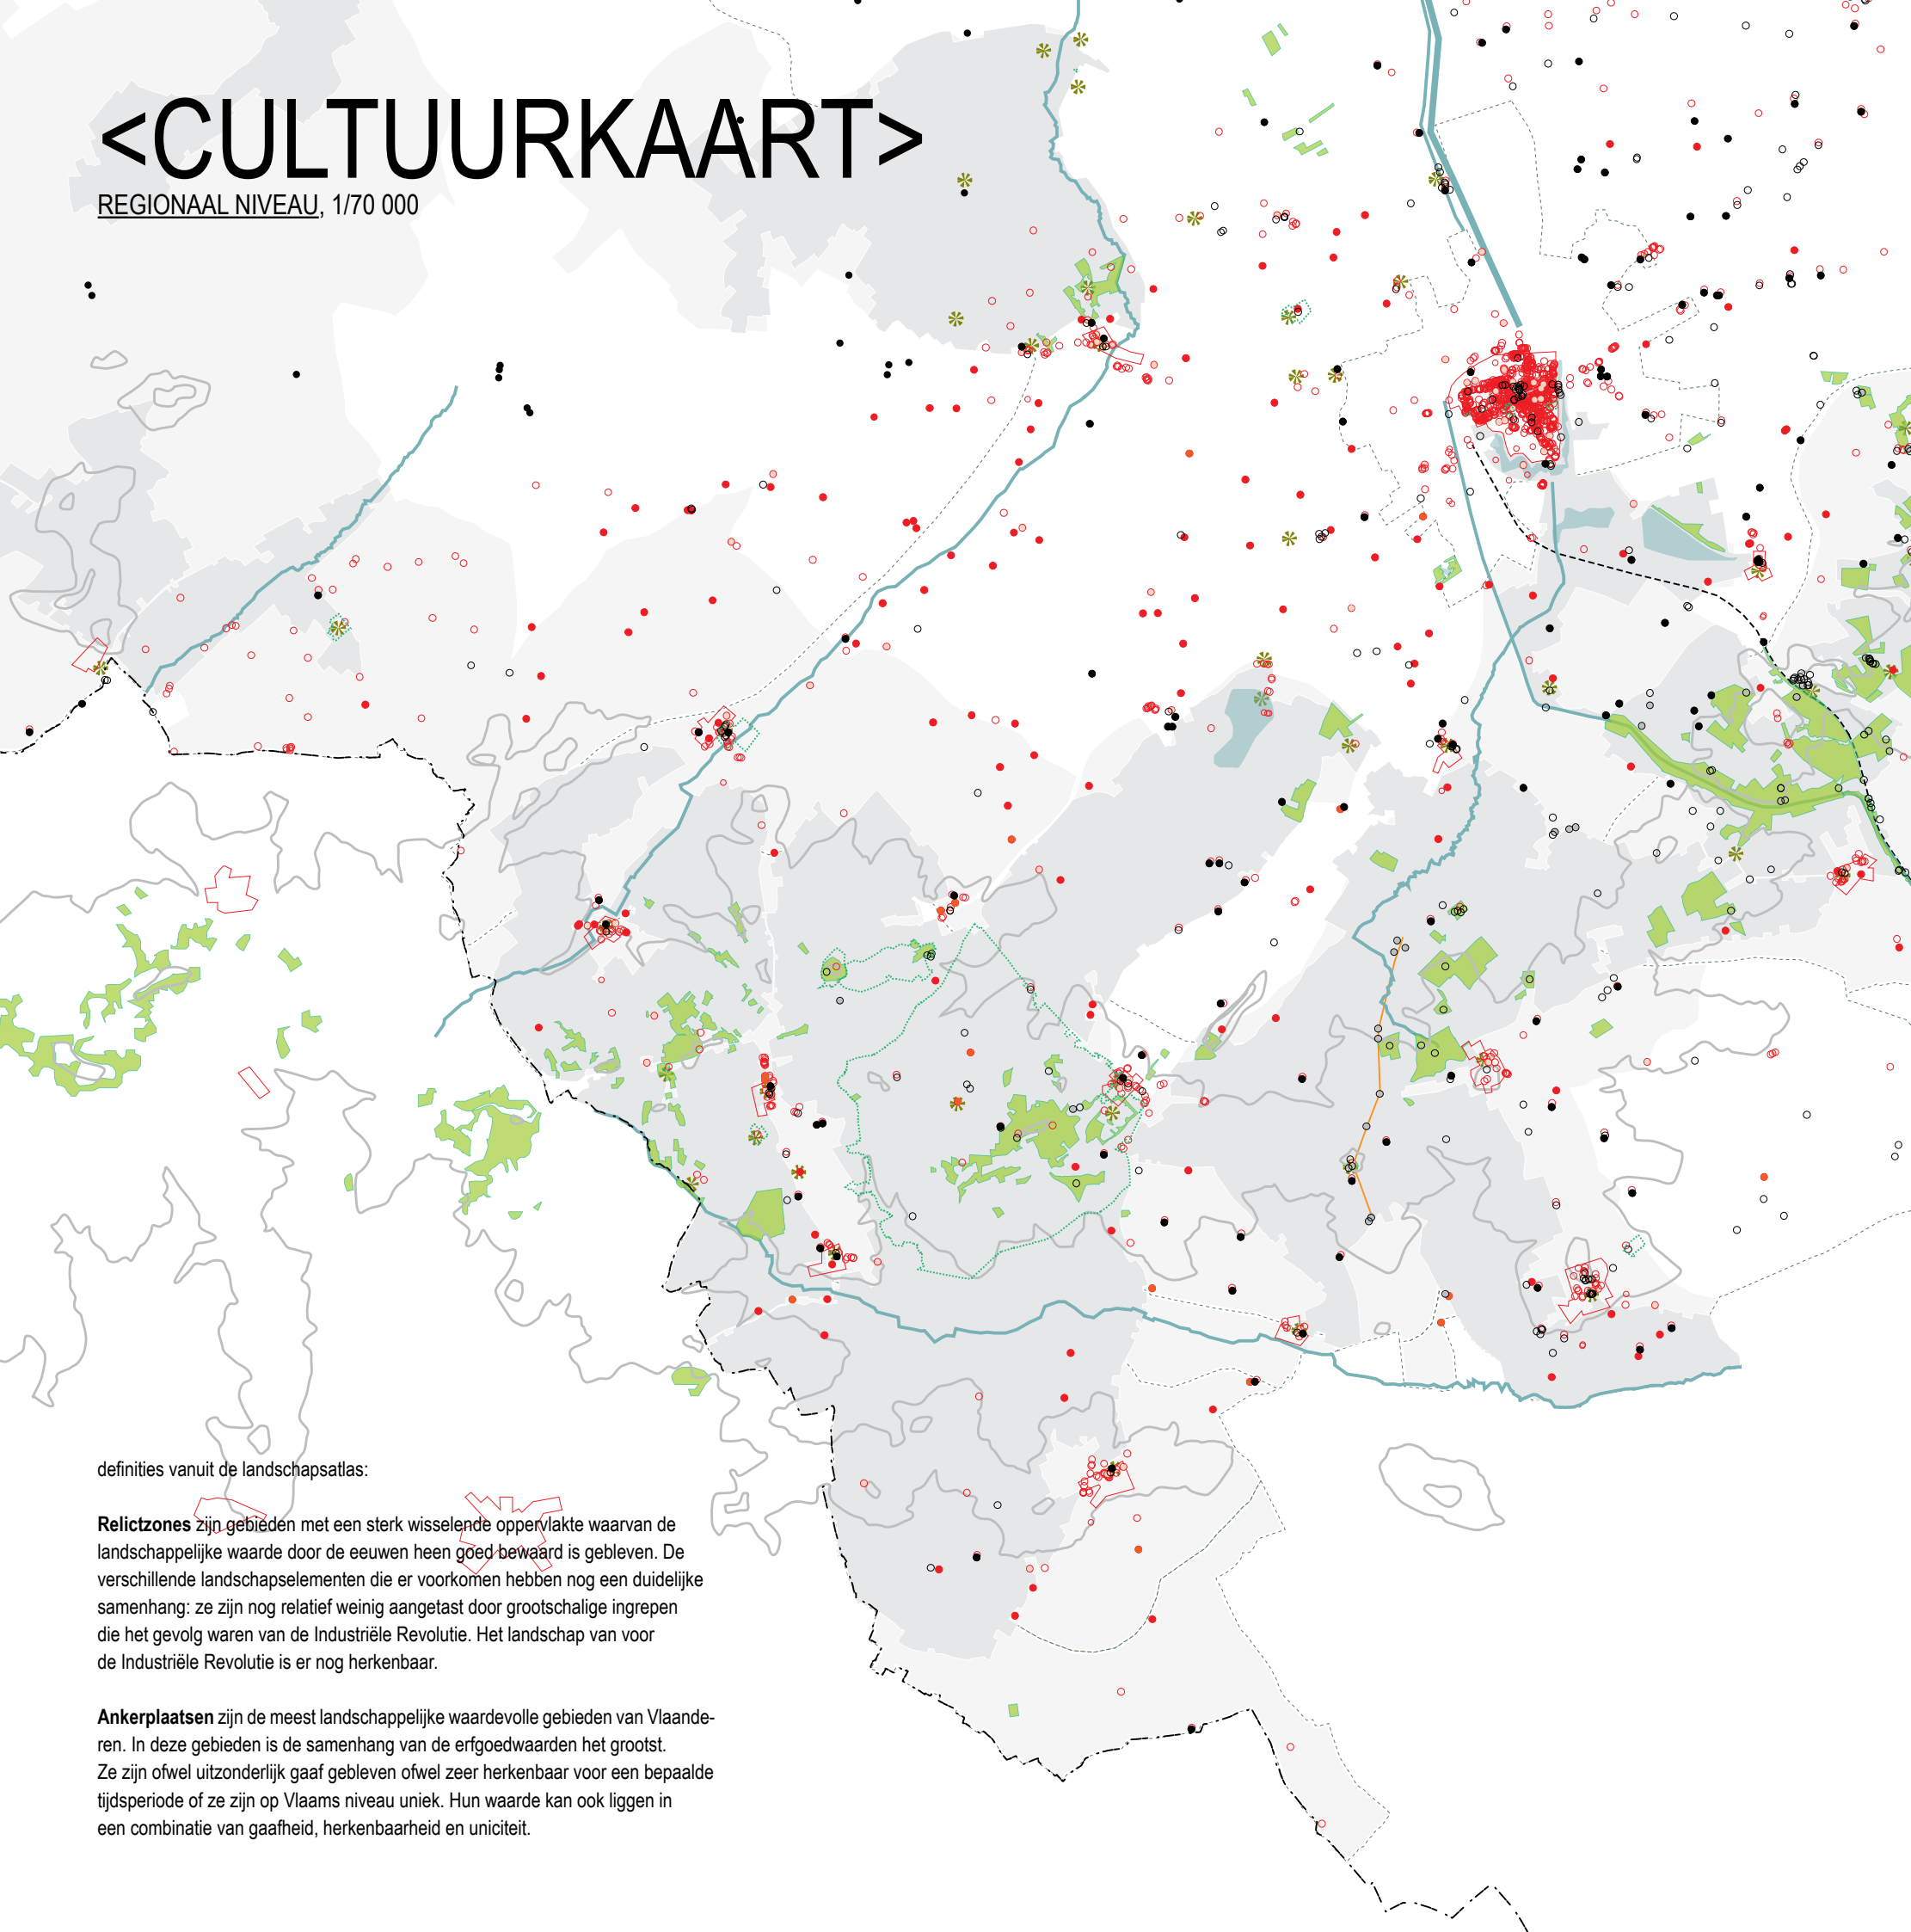 <CULTUURKAART>
REGIONAAL NIVEAU, 1/70 000
definities vanuit de landschapsatlas:
Relictzones zijn gebieden met een sterk wisselende oppervlakte waarvan de
landschappelijke waarde door de eeuwen heen goed bewaard is gebleven. De
verschillende landschapselementen die er voorkomen hebben nog een duidelijke
samenhang: ze zijn nog relatief weinig aangetast door grootschalige ingrepen
die het gevolg waren van de Industriële Revolutie. Het landschap van voor
de Industriële Revolutie is er nog herkenbaar.
Ankerplaatsen zijn de meest landschappelijke waardevolle gebieden van Vlaande-
ren. In deze gebieden is de samenhang van de erfgoedwaarden het grootst.
Ze zijn ofwel uitzonderlijk gaaf gebleven ofwel zeer herkenbaar voor een bepaalde
tijdsperiode of ze zijn op Vlaams niveau uniek. Hun waarde kan ook liggen in
een combinatie van gaafheid, herkenbaarheid en uniciteit.